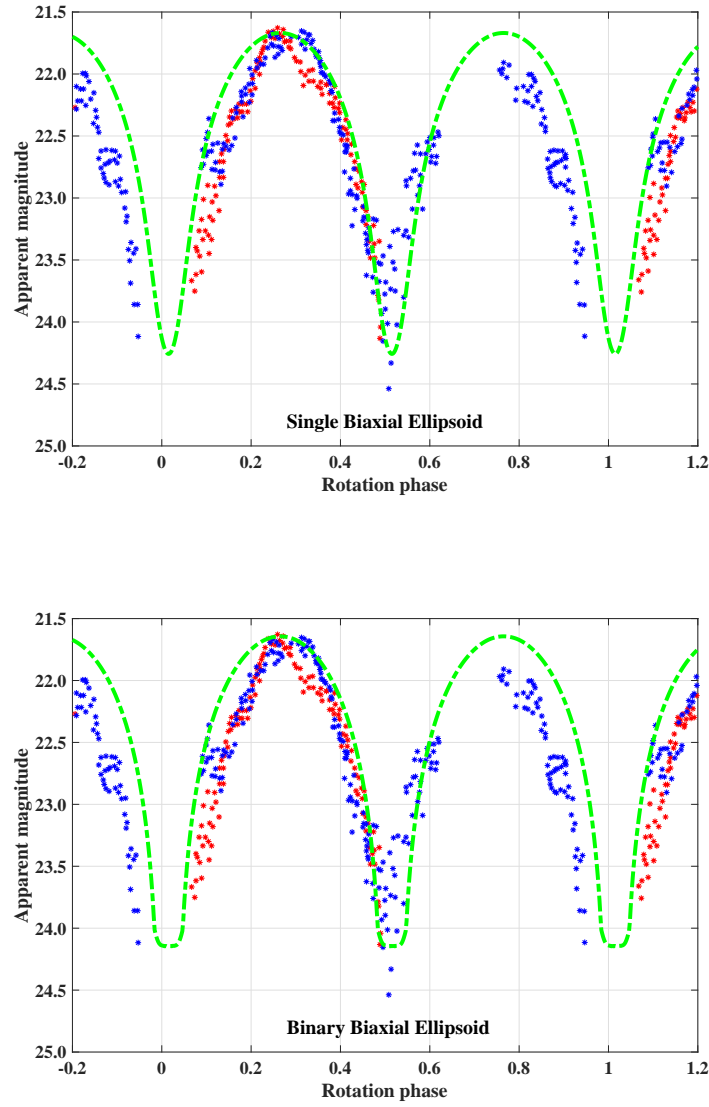 21.5
22.0
22.5
23.0
23.5
24.0
24.5
25.0
Apparent magnitude
Single Biaxial Ellipsoid
-0.2 0 0.2 0.4 0.6 0.8 1 1.2
Rotation phase
21.5
22.0
22.5
23.0
23.5
24.0
24.5
25.0
Apparent magnitude
Binary Biaxial Ellipsoid
-0.2 0 0.2 0.4 0.6 0.8 1 1.2
Rotation phase